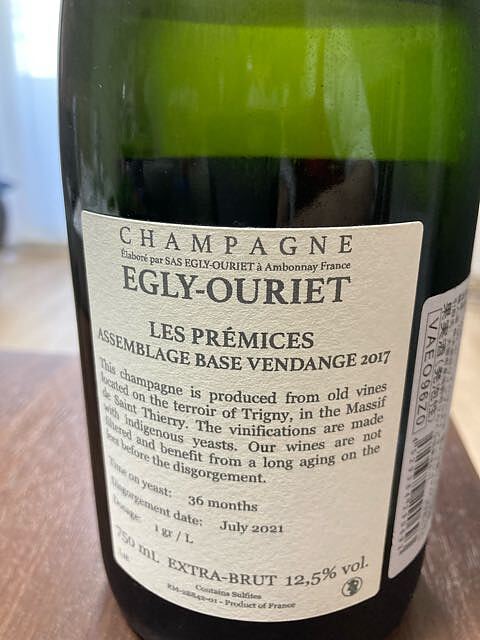 CHAMPAGNE
Élaboré par SAS EGLY-OURIET à Ambonnay France
EGLY-OURIET
LES PRÉMICES
ASSEMBLAGE BASE VENDANGE 2017
This champagne is produced from old vines
located on the terroir of Trigny, in the Massif
de Saint Thierry. The vinifications are made
with indigenous yeasts. Our wines are not
filtered and benefit from a long aging on the
lees before the disgorgement.
Time on yeast: 36 months
Disgorgement date: July 2021
Dosage: 1 gr / L
750 mL EXTRA-BRUT 12,5% vol.
Contains Sulfites
RM-28842-01 - Product of France
VAE096Z0